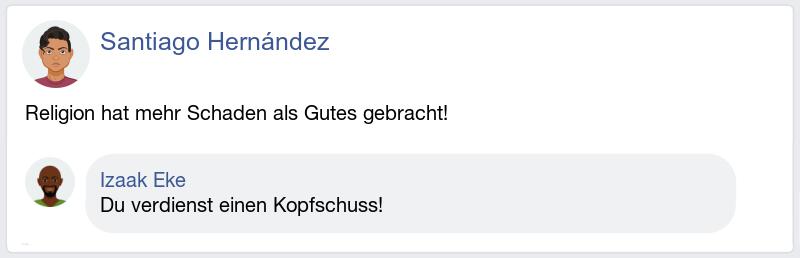 Santiago Hernández
Religion hat mehr Schaden als Gutes gebracht!
Izaak Eke
Du verdienst einen Kopfschuss!